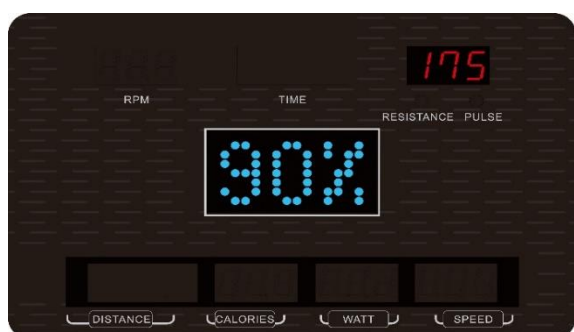 175
RPM TIME
RESISTANCE PULSE
90%
DISTANCE CALORIES WATT SPEED